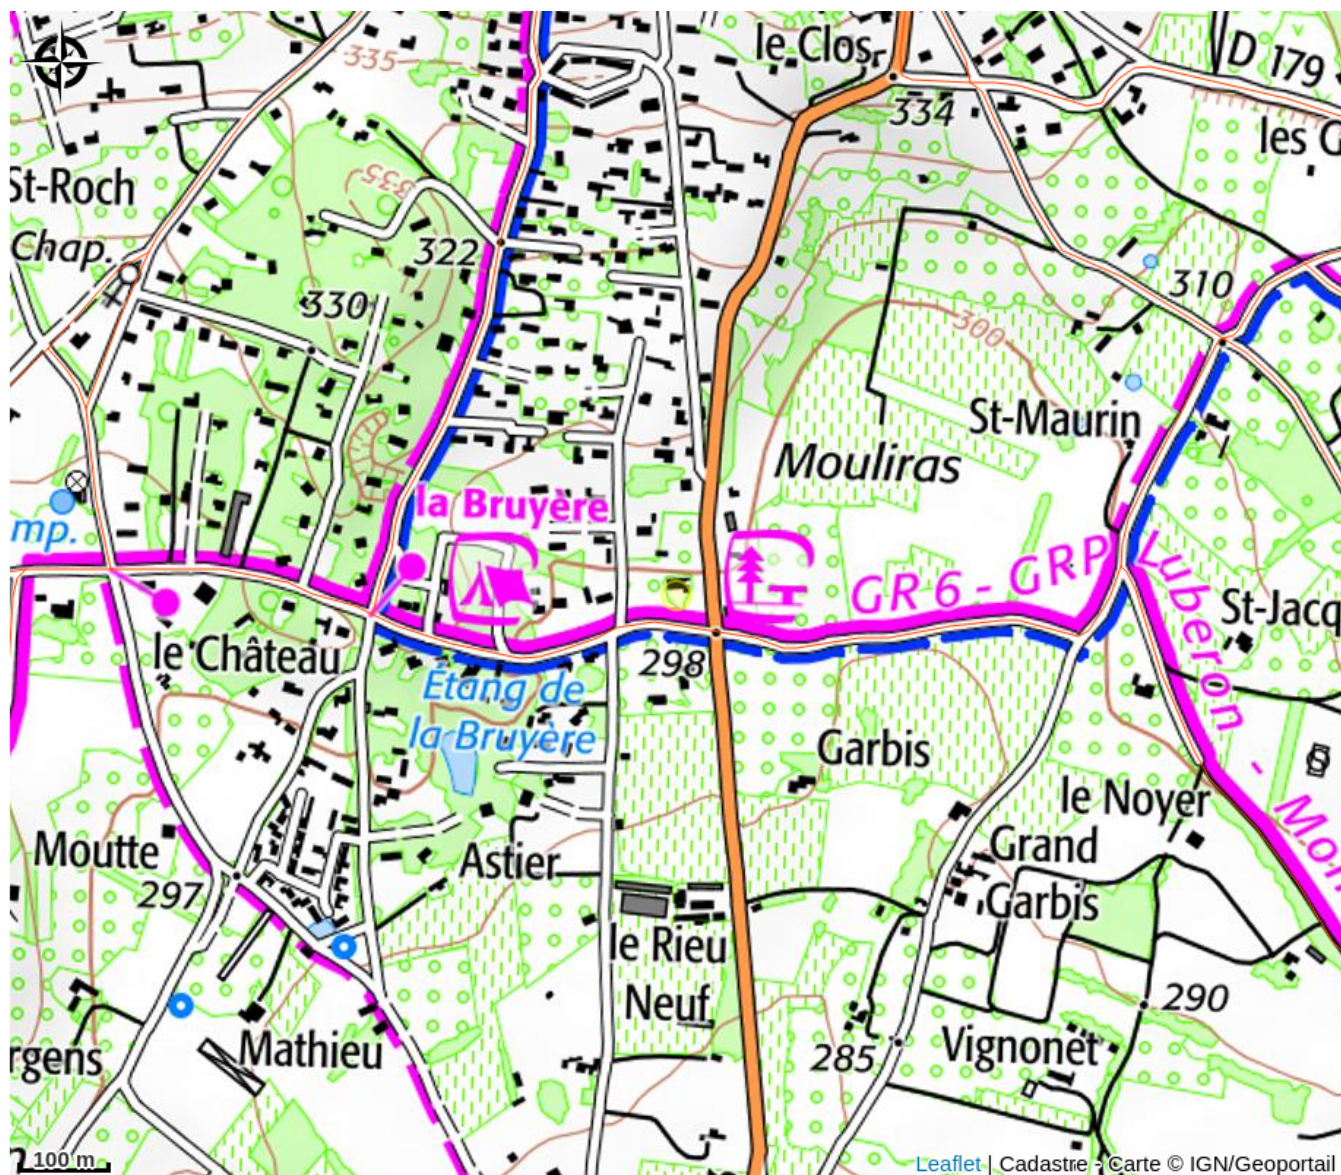 le Clos
D 179
335
334
les G
St-Roch
335
Chap.
322
310
330
300
St-Maurin
Mouliras
la Bruyère
mp.
GR 6 - GRP Luberon - Mon
St-Jacq
le Château
298
Étang de
la Bruyère
Garbis
le Noyer
Moutte
Astier
Grand
Garbis
297
le Rieu
Neuf
290
rgens
Mathieu
285
Vignonet
100 m
Leaflet | Cadastre - Carte © IGN/Geoportail